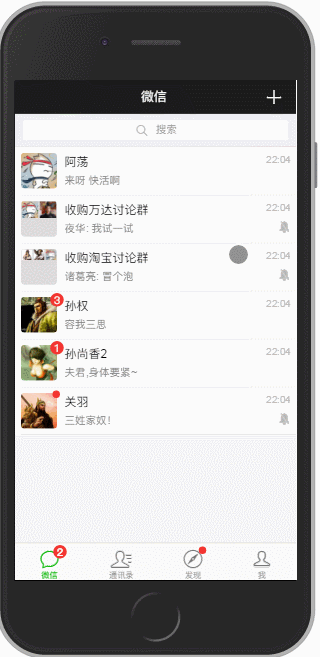 微信
搜索
阿荡 22:04
来呀 快活啊
收购万达讨论群 22:04
夜华: 我试一试
收购淘宝讨论群 22:04
诸葛亮: 冒个泡
3
孙权 22:04
容我三思
1
孙尚香2 22:04
夫君,身体要紧~
关羽 22:04
三姓家奴!
2
微信 通讯录 发现 我